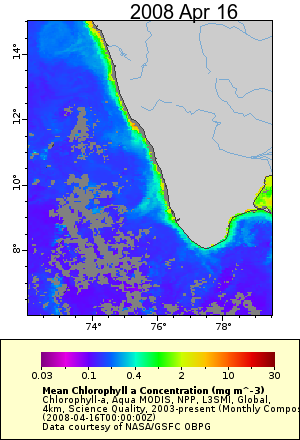 2008 Apr 16
14°
12°
10°
8°
74° 76° 78°
0.03 0.1 0.4 2 10 30
Mean Chlorophyll a Concentration (mg m^-3)
Chlorophyll-a, Aqua MODIS, NPP, L3SMI, Global,
4km, Science Quality, 2003-present (Monthly Compos
(2008-04-16T00:00:00Z)
Data courtesy of NASA/GSFC OBPG